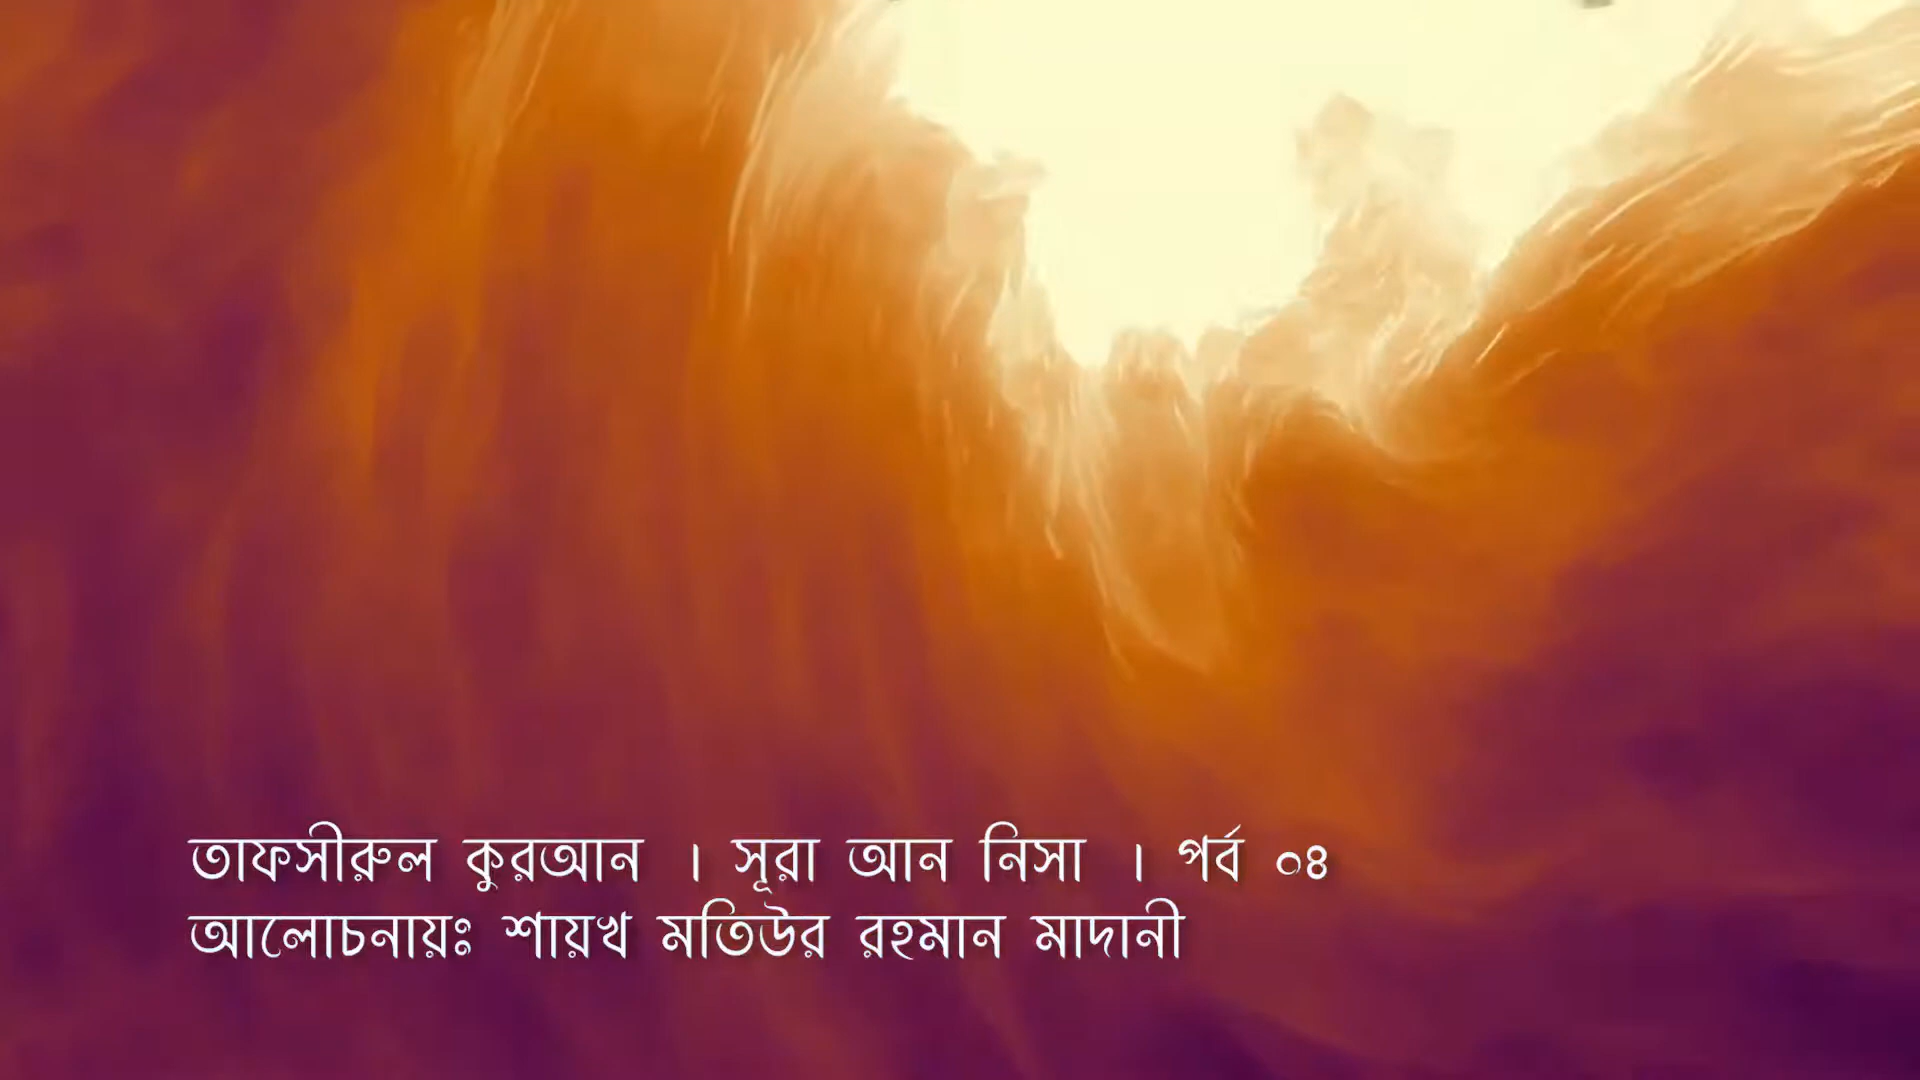 তাফসীরুল কুরআন । সূরা আন নিসা । পর্ব ০৪
আলোচনায়ঃ শায়খ মতিউর রহমান মাদানী